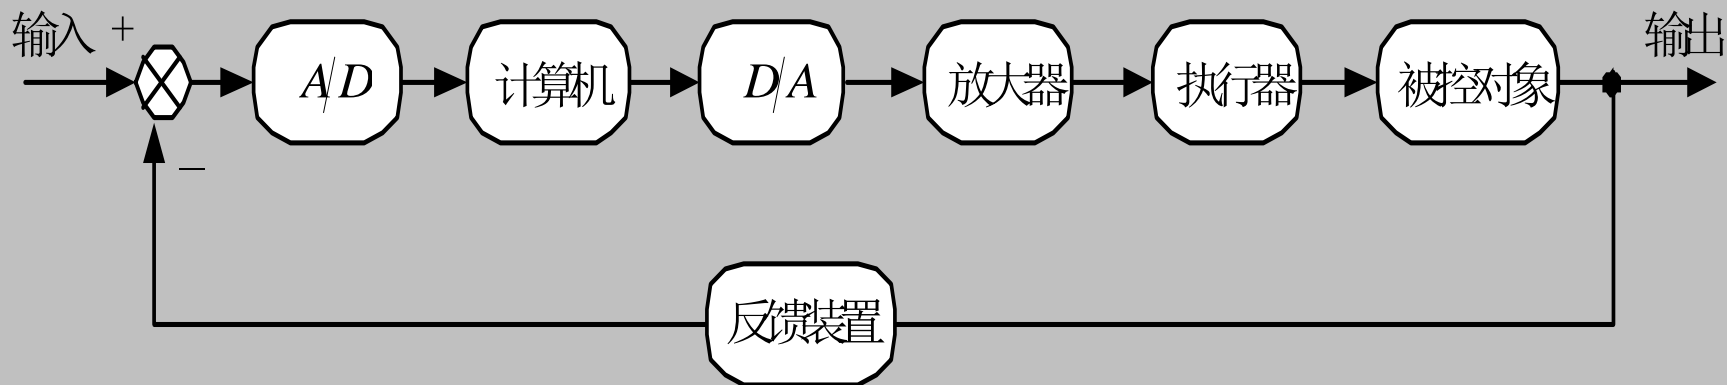 输入 +
输出
A/D
计算机
D/A
放大器
执行器
被控对象
−
反馈装置